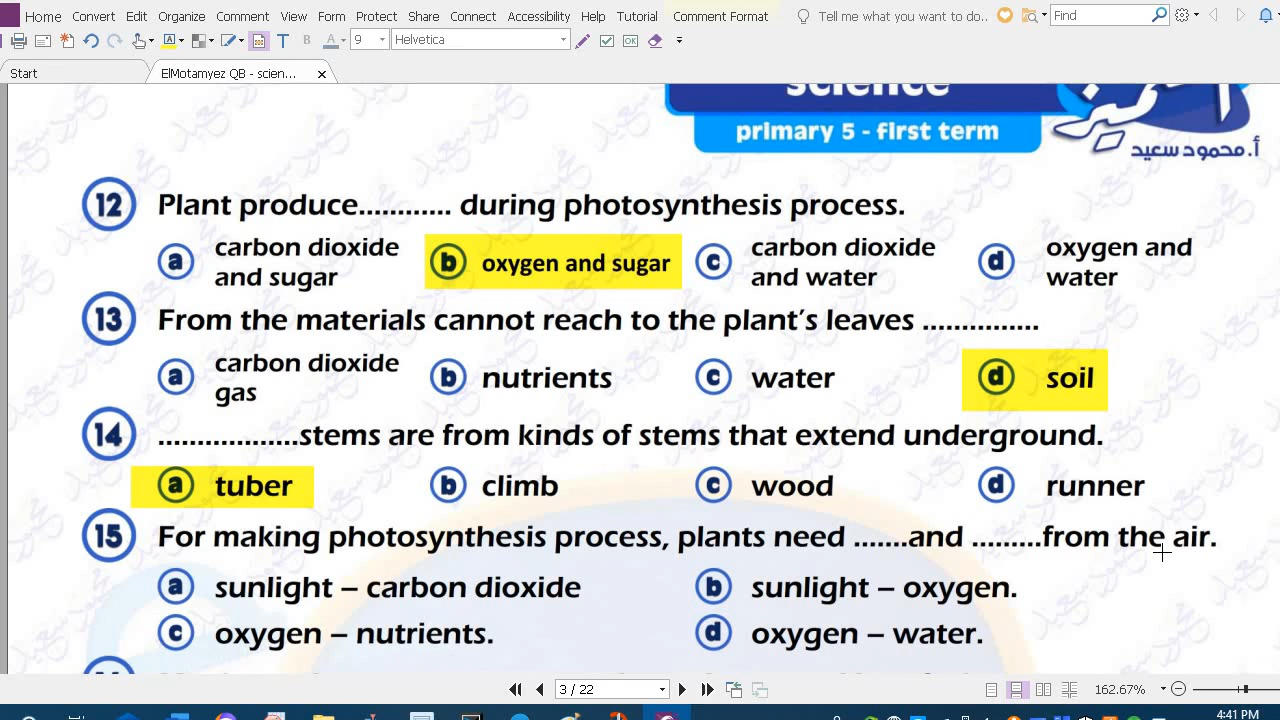 Home Convert Edit Organize Comment View Form Protect Share Connect Accessibility Help Tutorial Comment Format Tell me what you want to do.. Find
9 Helvetica
Start ElMotamyez QB - scien... ×
science
primary 5 - first term
أ.محمود سعيد
12 Plant produce............ during photosynthesis process.
a carbon dioxide and sugar b oxygen and sugar c carbon dioxide and water d oxygen and water
13 From the materials cannot reach to the plant's leaves ...............
a carbon dioxide gas b nutrients c water d soil
14 ..................stems are from kinds of stems that extend underground.
a tuber b climb c wood d runner
15 For making photosynthesis process, plants need .......and .........from the air.
a sunlight – carbon dioxide b sunlight – oxygen.
c oxygen – nutrients. d oxygen – water.
3 / 22 162.67%
4:41 PM